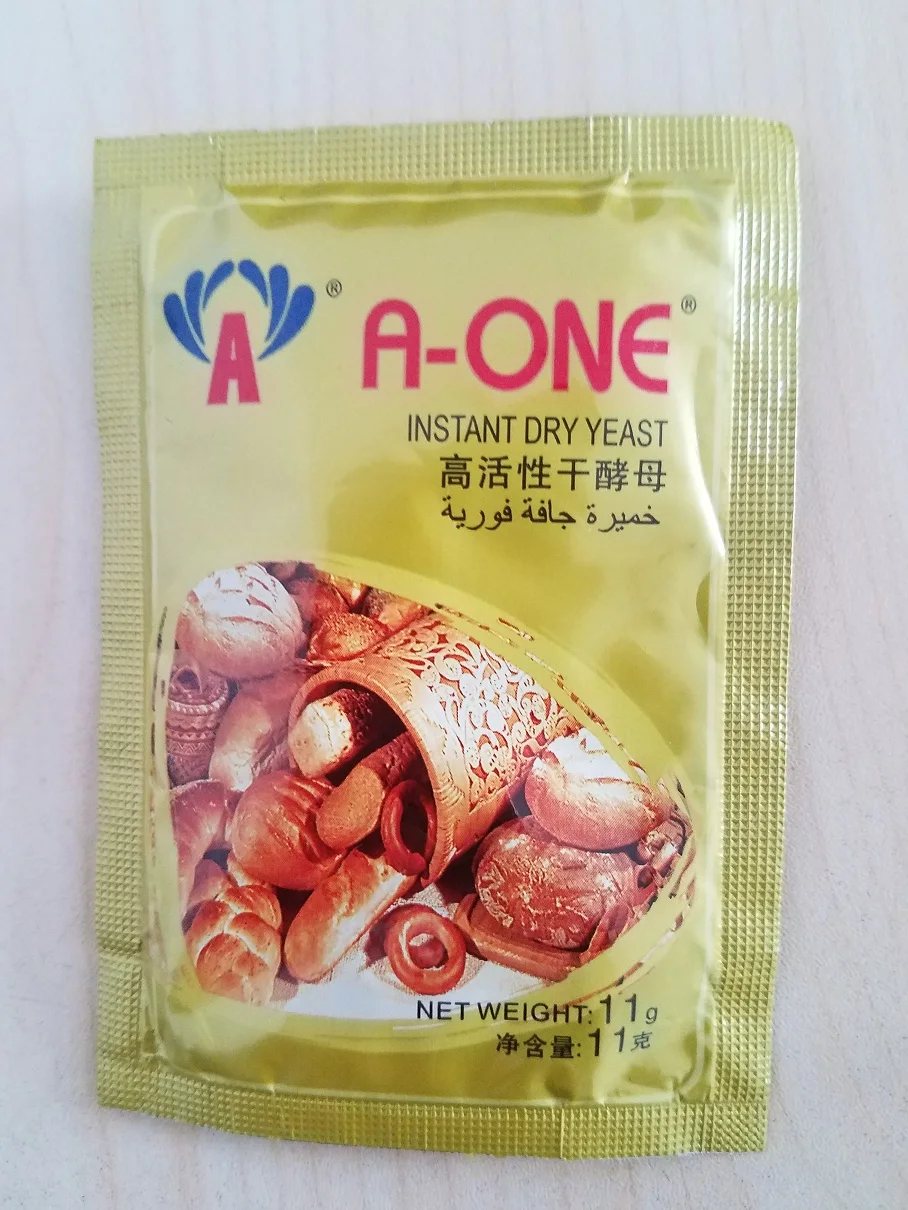 A ®
A-ONE ®
INSTANT DRY YEAST
高活性干酵母
خميرة جافة فورية
NET WEIGHT: 11g
净含量: 11克